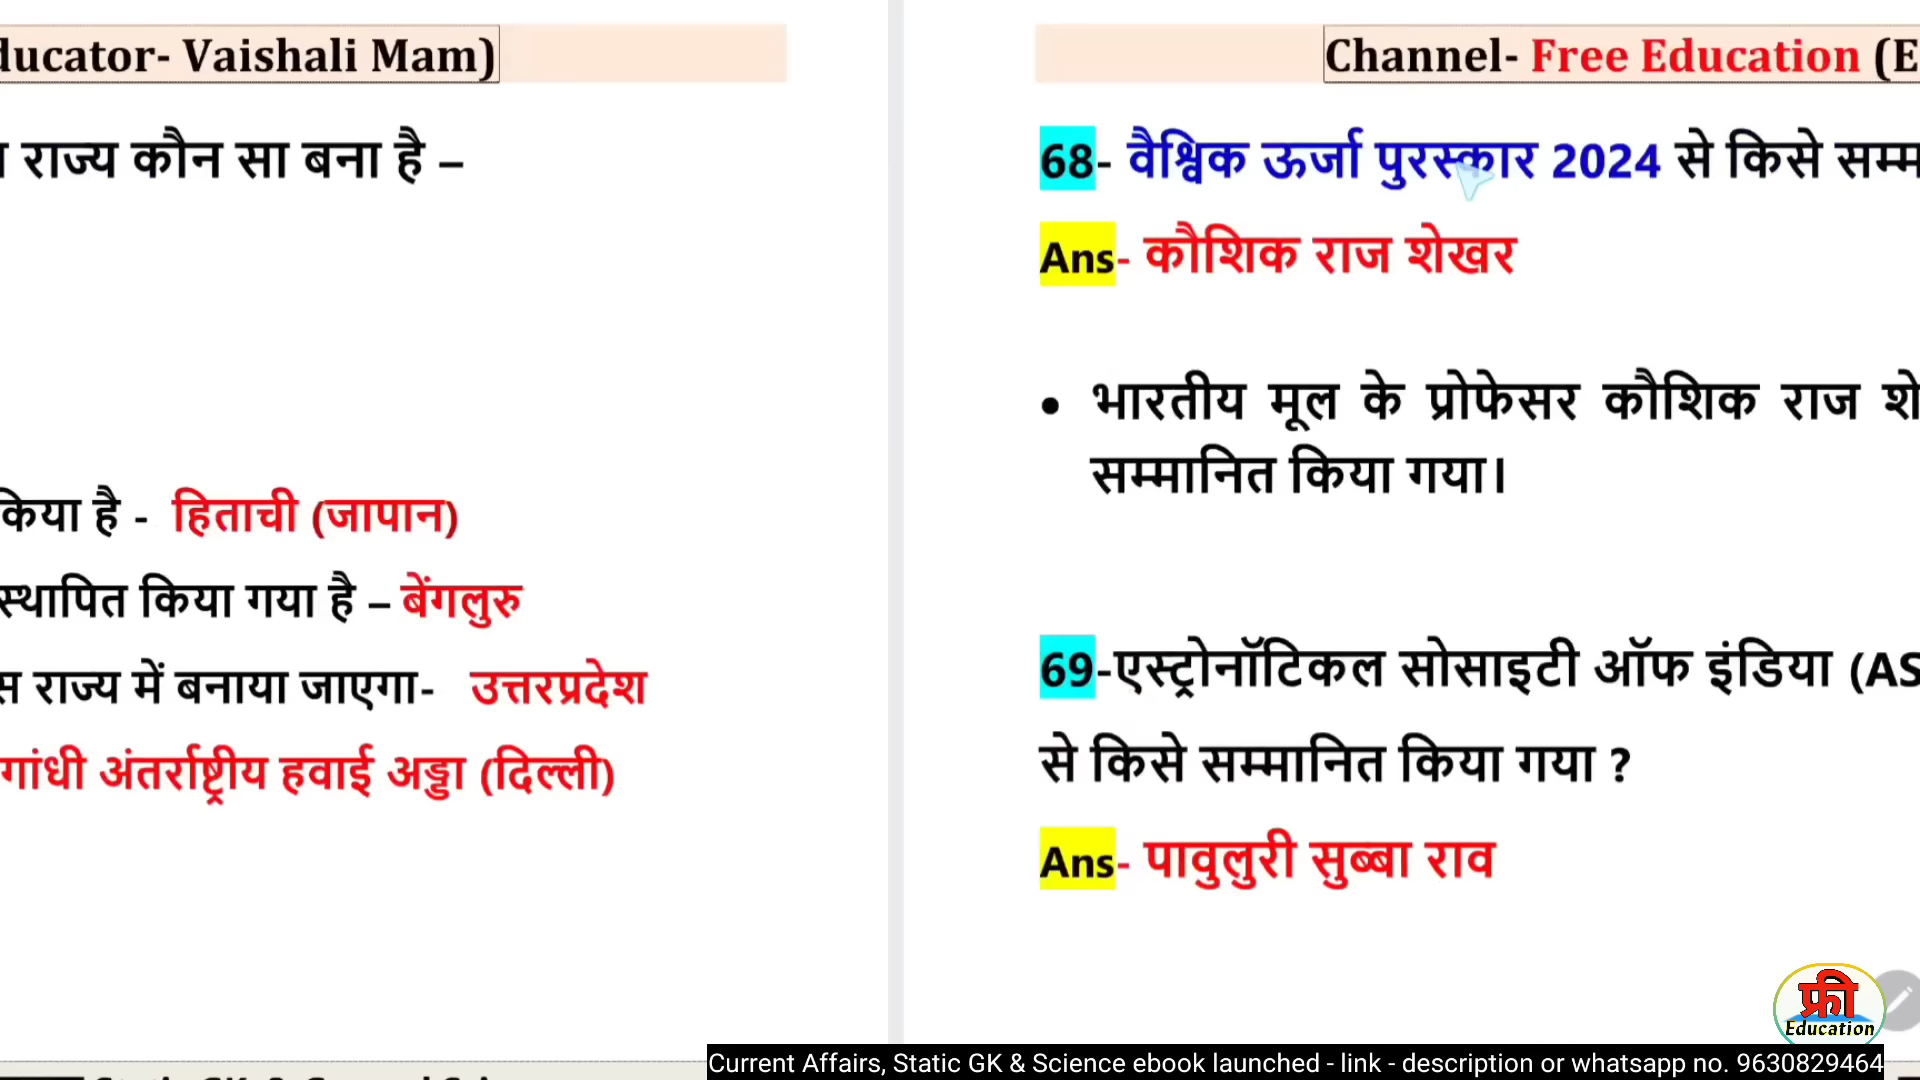 Educator- Vaishali Mam)
राज्य कौन सा बना है –
किया है - हिताची (जापान)
स्थापित किया गया है – बेंगलुरु
राज्य में बनाया जाएगा- उत्तरप्रदेश
गांधी अंतर्राष्ट्रीय हवाई अड्डा (दिल्ली)
Channel- Free Education (E
68- वैश्विक ऊर्जा पुरस्कार 2024 से किसे सम्म
Ans- कौशिक राज शेखर
• भारतीय मूल के प्रोफेसर कौशिक राज शे
सम्मानित किया गया।
69-एस्ट्रोनॉटिकल सोसाइटी ऑफ इंडिया (AS
से किसे सम्मानित किया गया ?
Ans- पावुलुरी सुब्बा राव
फ्री
Education
Current Affairs, Static GK & Science ebook launched - link - description or whatsapp no. 9630829464